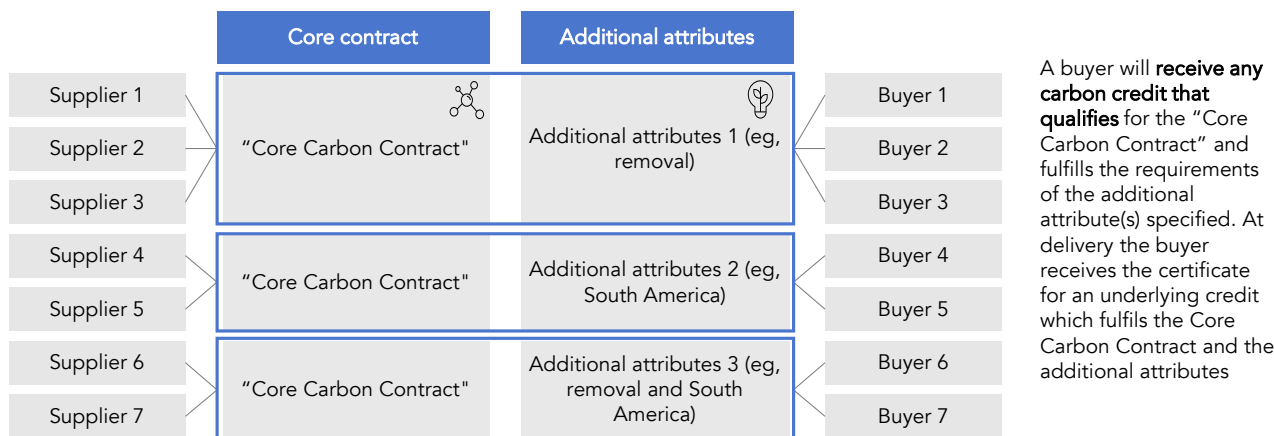 Core contract
Additional attributes
Supplier 1
Supplier 2
Supplier 3
“Core Carbon Contract"
Additional attributes 1 (eg,
removal)
Buyer 1
Buyer 2
Buyer 3
Supplier 4
Supplier 5
“Core Carbon Contract"
Additional attributes 2 (eg,
South America)
Buyer 4
Buyer 5
Supplier 6
Supplier 7
“Core Carbon Contract"
Additional attributes 3 (eg,
removal and South
America)
Buyer 6
Buyer 7
A buyer will receive any
carbon credit that
qualifies for the “Core
Carbon Contract” and
fulfills the requirements
of the additional
attribute(s) specified. At
delivery the buyer
receives the certificate
for an underlying credit
which fulfils the Core
Carbon Contract and the
additional attributes